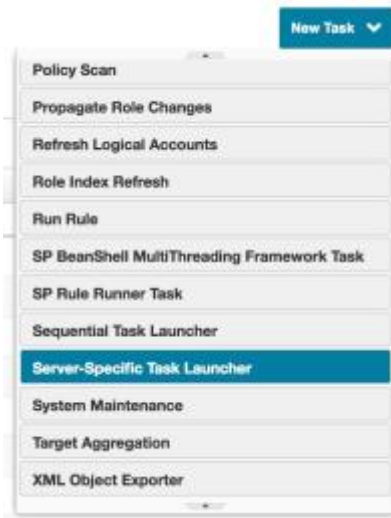 New Task
Policy Scan
Propagate Role Changes
Refresh Logical Accounts
Role Index Refresh
Run Rule
SP BeanShell MultiThreading Framework Task
SP Rule Runner Task
Sequential Task Launcher
Server-Specific Task Launcher
System Maintenance
Target Aggregation
XML Object Exporter